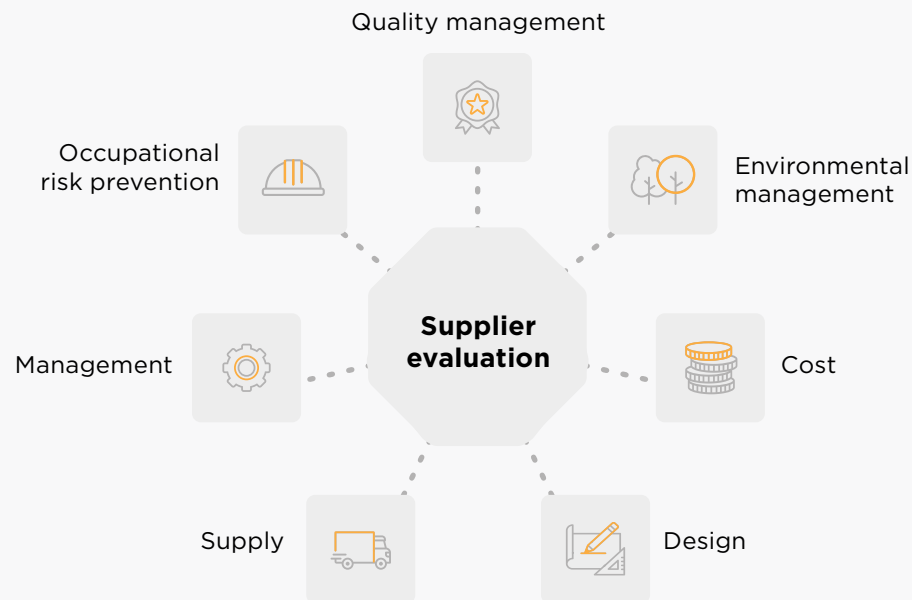 Quality management
Occupational
risk prevention
Environmental
management
Supplier
evaluation
Management
Cost
Supply
Design